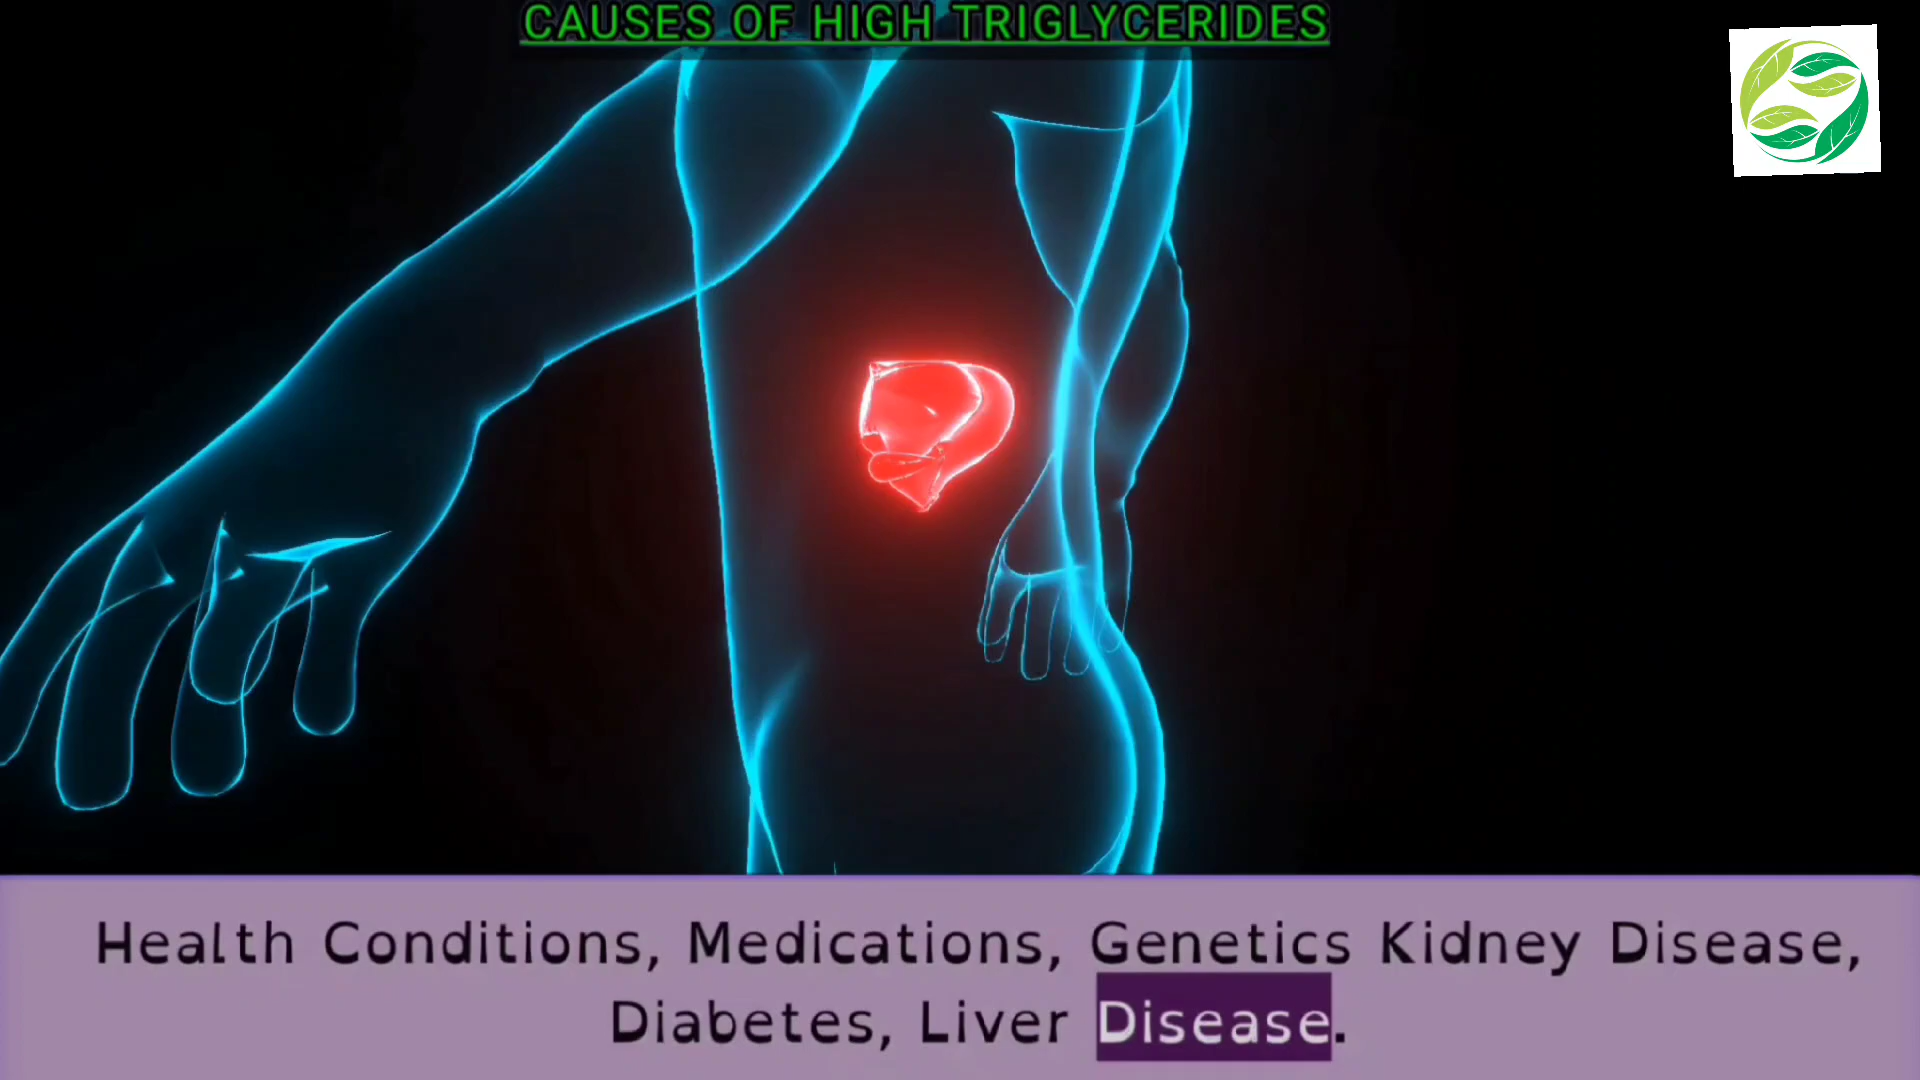 CAUSES OF HIGH TRIGLYCERIDES
Health Conditions, Medications, Genetics Kidney Disease,
Diabetes, Liver Disease.